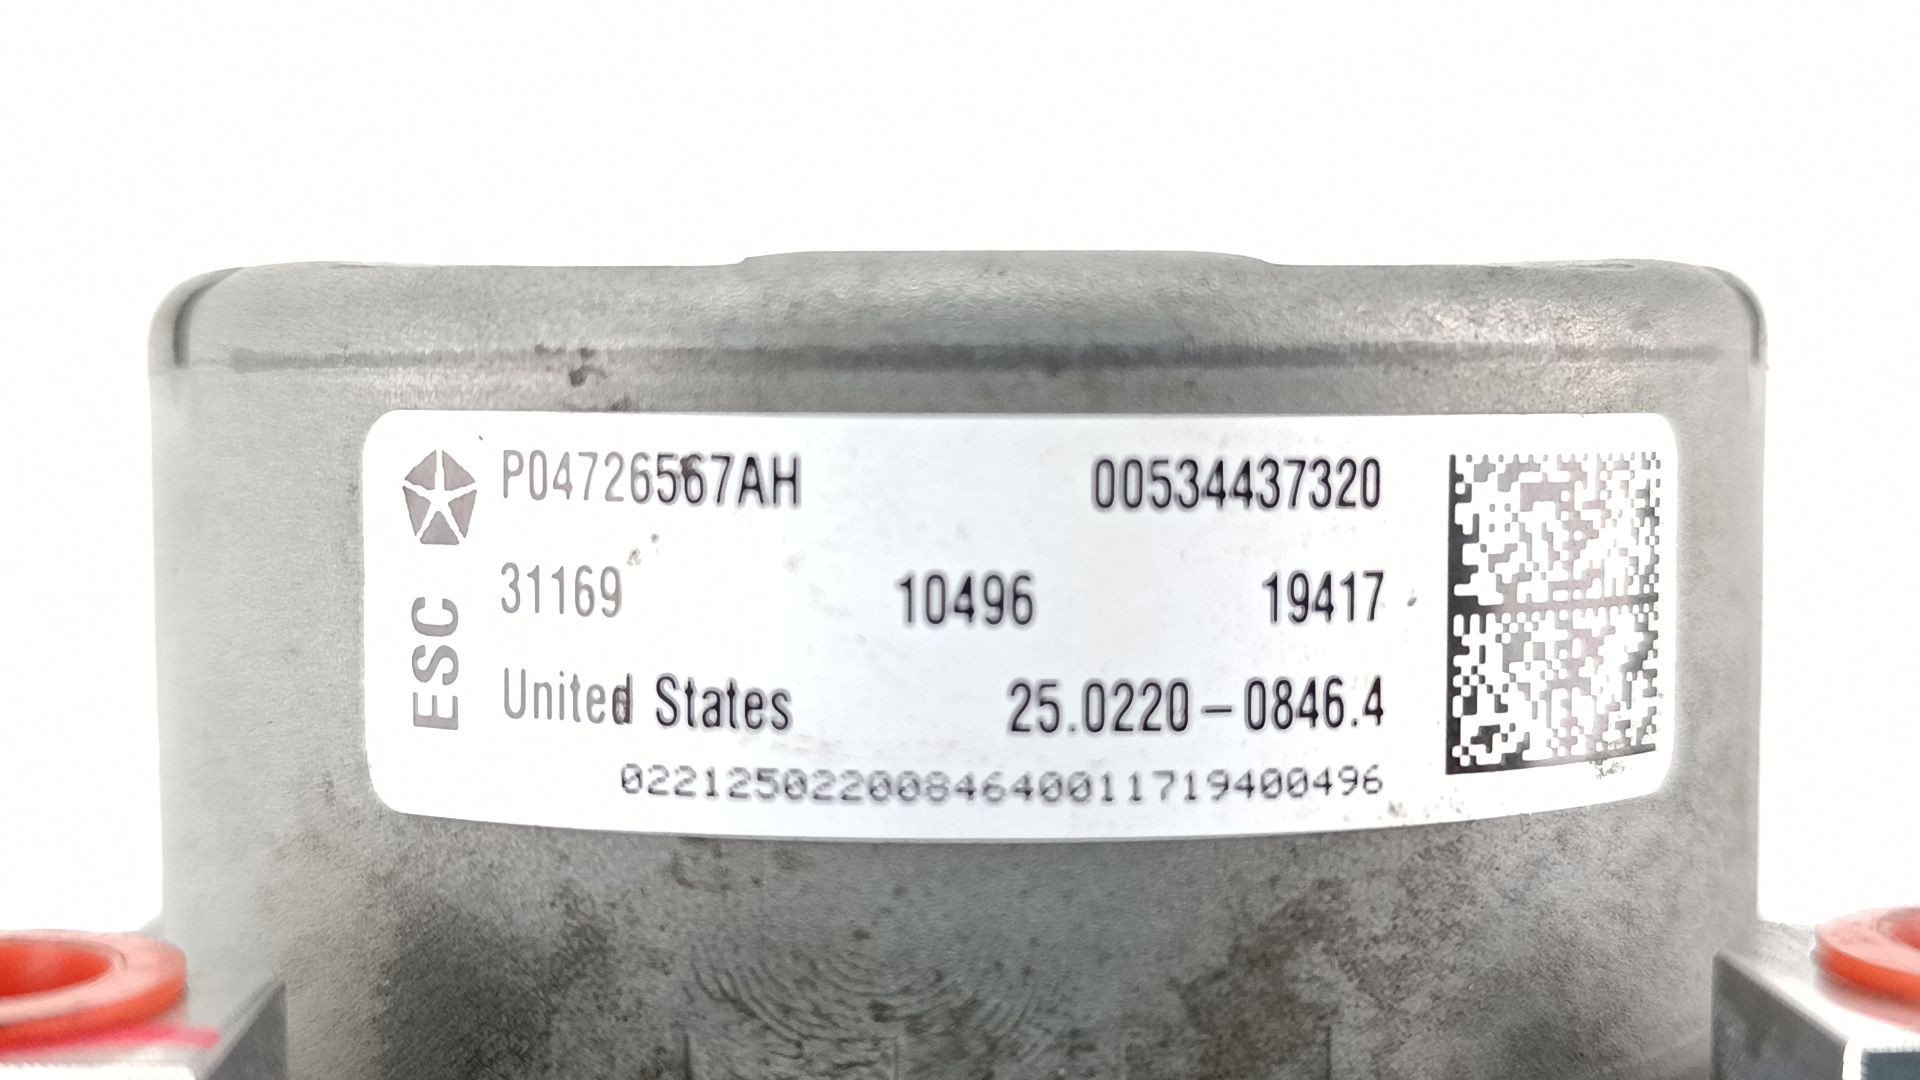 P04726567AH 00534437320
31169 10496 19417
ESC
United States 25.0220-0846.4
0221250220084640011719400496